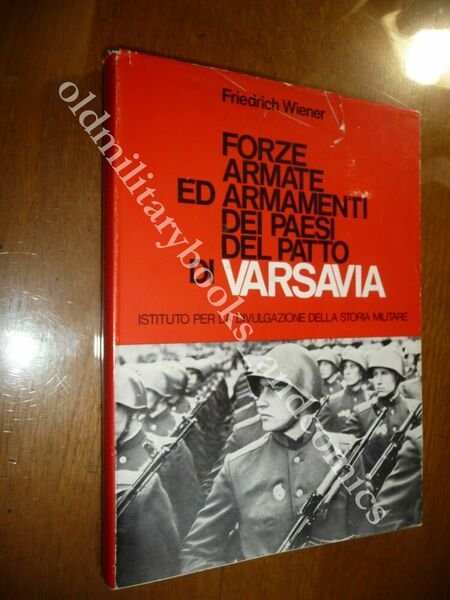 Friedrich Wiener
FORZE
ARMATE
ED ARMAMENTI
DEI PAESI
DEL PATTO
DI VARSAVIA
ISTITUTO PER LA DIVULGAZIONE DELLA STORIA MILITARE
oldmilitarybooks andcomics